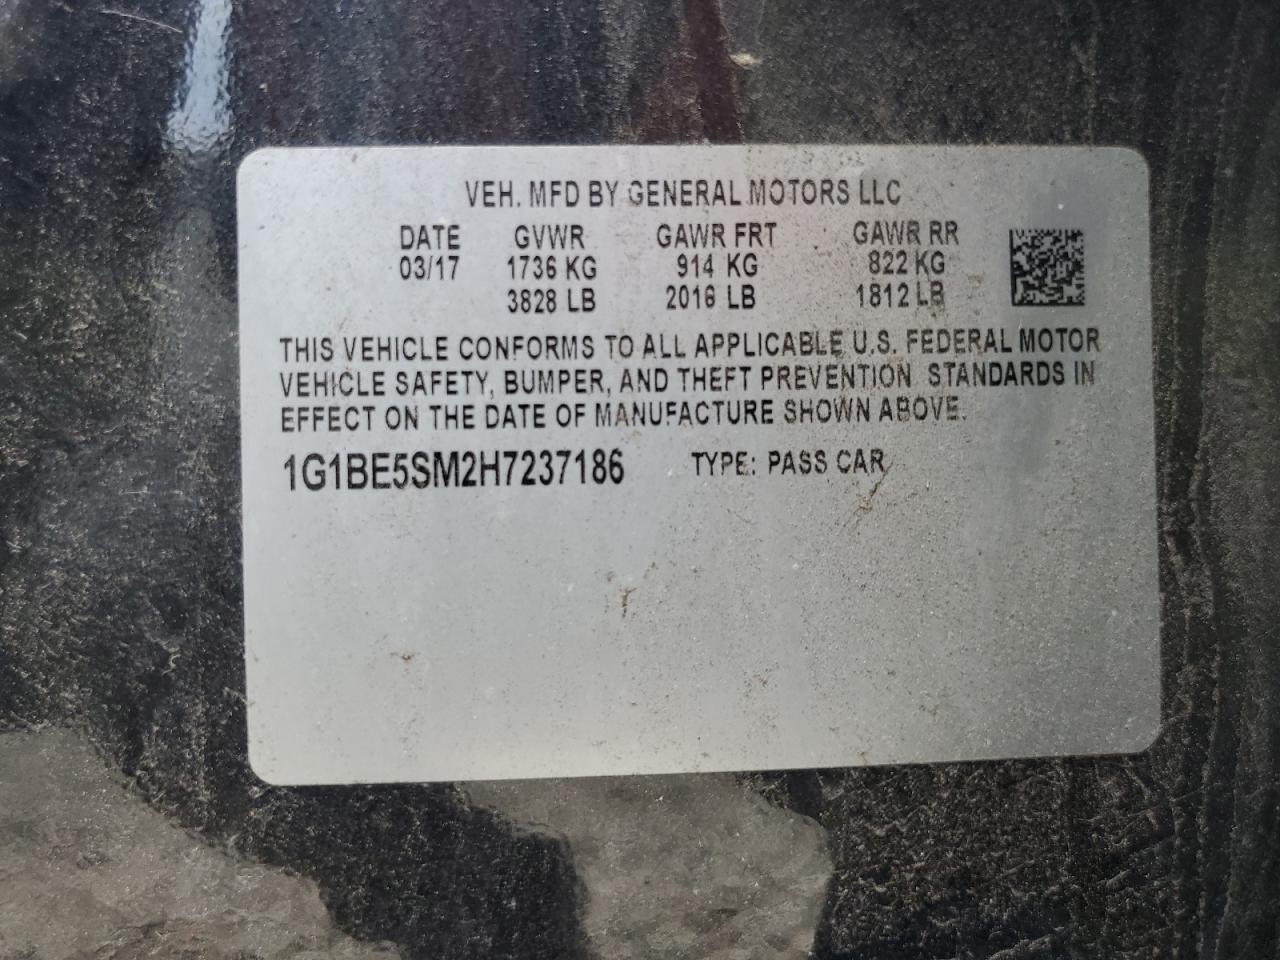 VEH. MFD BY GENERAL MOTORS LLC
DATE GVWR GAWR FRT GAWR RR
03/17 1736 KG 914 KG 822 KG
3828 LB 2016 LB 1812 LB
THIS VEHICLE CONFORMS TO ALL APPLICABLE U.S. FEDERAL MOTOR
VEHICLE SAFETY, BUMPER, AND THEFT PREVENTION STANDARDS IN
EFFECT ON THE DATE OF MANUFACTURE SHOWN ABOVE.
1G1BE5SM2H7237186 TYPE: PASS CAR